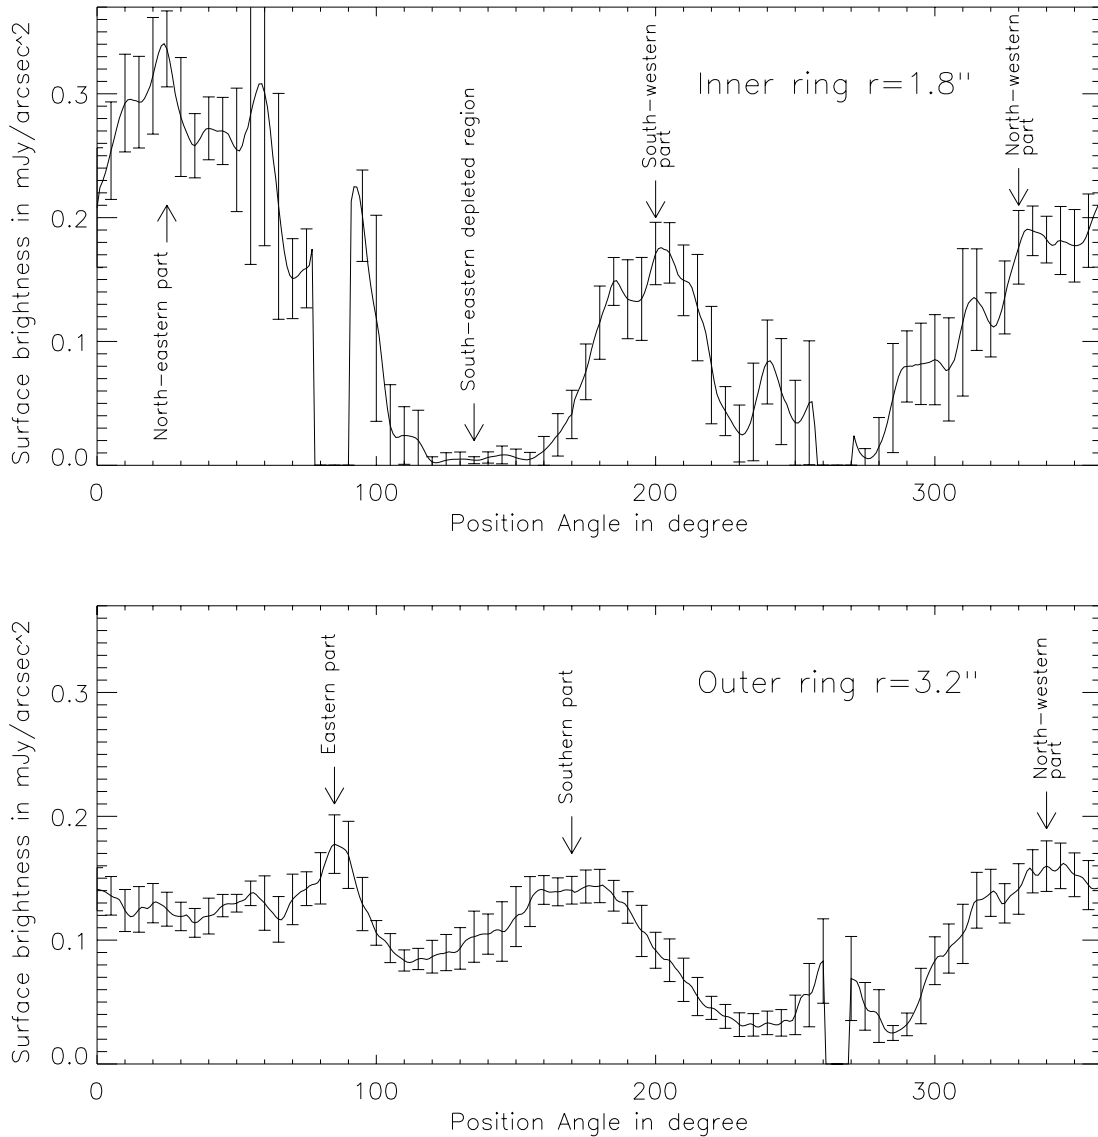 Surface brightness in mJy/arcsec^2
0.3
0.2
0.1
0.0
Inner ring r=1.8"
North-eastern part
South-eastern depleted region
South-western
part
North-western
part
0 100 200 300
Position Angle in degree
Surface brightness in mJy/arcsec^2
0.3
0.2
0.1
0.0
Outer ring r=3.2"
Eastern part
Southern part
North-western
part
0 100 200 300
Position Angle in degree